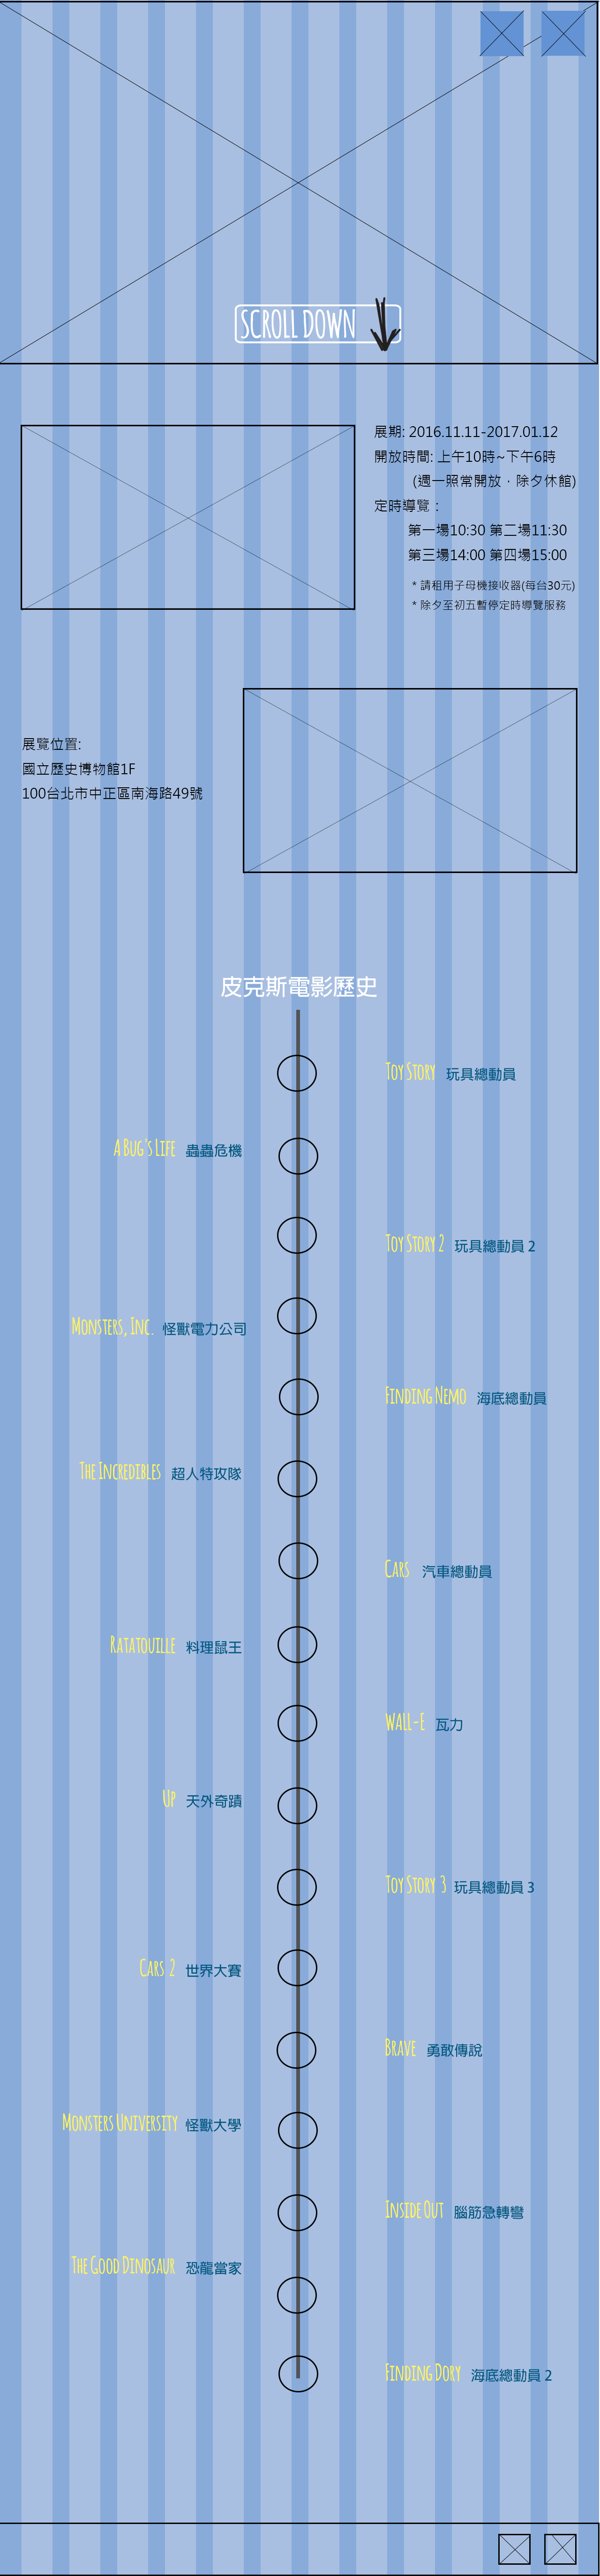 SCROLL DOWN
展期: 2016.11.11-2017.01.12
開放時間: 上午10時~下午6時
(週一照常開放，除夕休館)
定時導覽：
第一場10:30 第二場11:30
第三場14:00 第四場15:00
* 請租用子母機接收器(每台30元)
* 除夕至初五暫停定時導覽服務
展覽位置:
國立歷史博物館1F
100台北市中正區南海路49號
皮克斯電影歷史
Toy Story 玩具總動員
A Bug's Life 蟲蟲危機
Toy Story 2 玩具總動員 2
Monsters, Inc. 怪獸電力公司
Finding Nemo 海底總動員
The Incredibles 超人特攻隊
Cars 汽車總動員
Ratatouille 料理鼠王
WALL-E 瓦力
Up 天外奇蹟
Toy Story 3 玩具總動員 3
Cars 2 世界大賽
Brave 勇敢傳說
Monsters University 怪獸大學
Inside Out 腦筋急轉彎
The Good Dinosaur 恐龍當家
Finding Dory 海底總動員 2